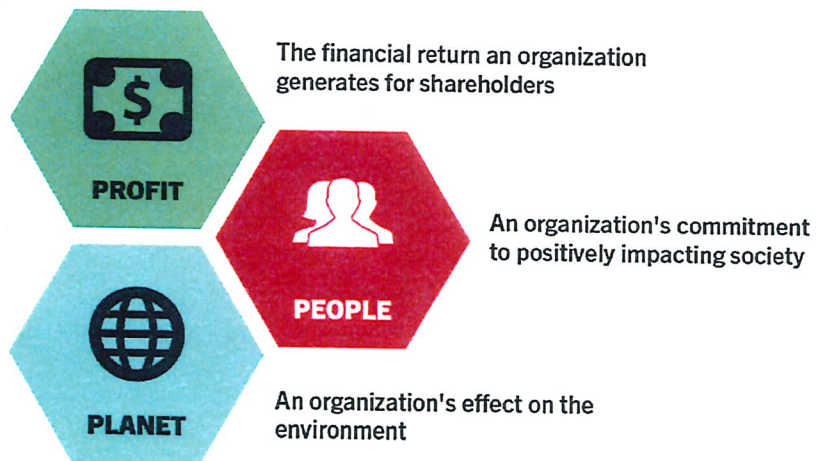 The financial return an organization
generates for shareholders
$
PROFIT
An organization's commitment
to positively impacting society
PEOPLE
An organization's effect on the
environment
PLANET